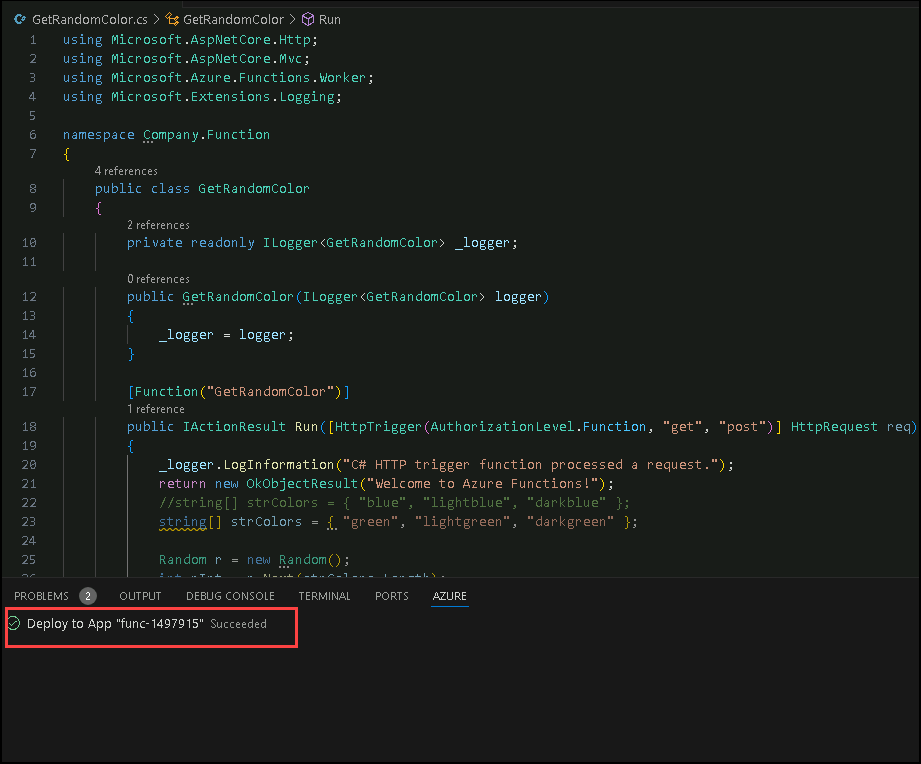 GetRandomColor.cs > GetRandomColor > Run
1 using Microsoft.AspNetCore.Http;
2 using Microsoft.AspNetCore.Mvc;
3 using Microsoft.Azure.Functions.Worker;
4 using Microsoft.Extensions.Logging;
5
6 namespace Company.Function
7 {
4 references
8 public class GetRandomColor
9 {
2 references
10 private readonly ILogger<GetRandomColor> _logger;
11
0 references
12 public GetRandomColor(ILogger<GetRandomColor> logger)
13 {
14 _logger = logger;
15 }
16
17 [Function("GetRandomColor")]
1 reference
18 public IActionResult Run([HttpTrigger(AuthorizationLevel.Function, "get", "post")] HttpRequest req)
19 {
20 _logger.LogInformation("C# HTTP trigger function processed a request.");
21 return new OkObjectResult("Welcome to Azure Functions!");
22 //string[] strColors = { "blue", "lightblue", "darkblue" };
23 string[] strColors = { "green", "lightgreen", "darkgreen" };
24
25 Random r = new Random();
26 int rInt = r.Next(strColors.Length);
PROBLEMS 2 OUTPUT DEBUG CONSOLE TERMINAL PORTS AZURE
Deploy to App "func-1497915" Succeeded